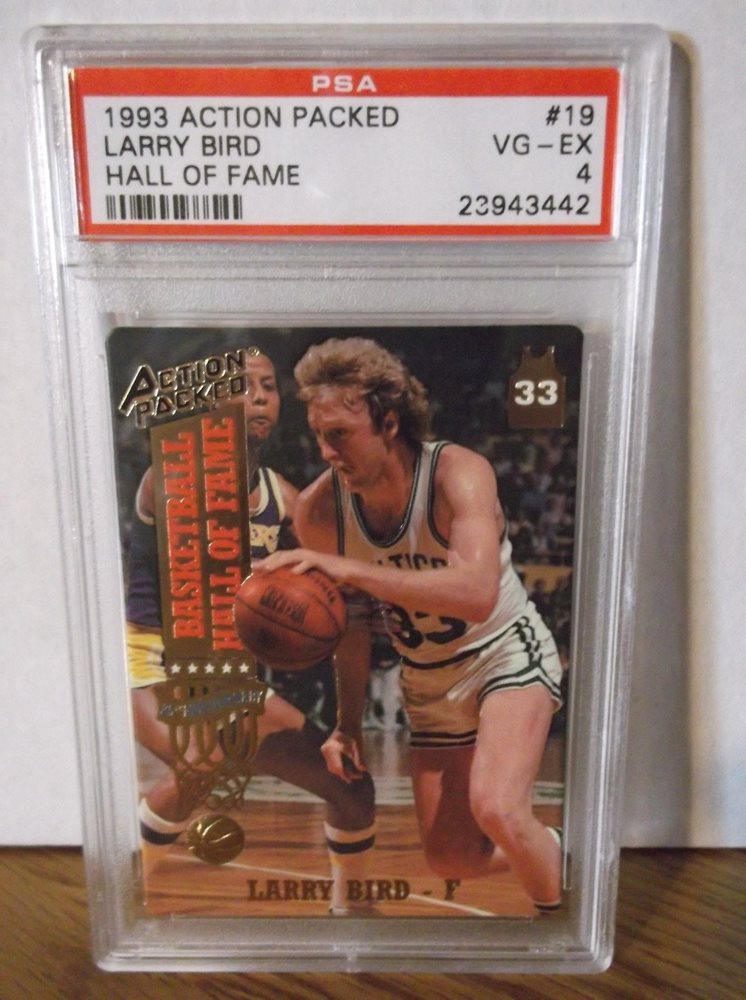 PSA
1993 ACTION PACKED #19
LARRY BIRD VG-EX
HALL OF FAME 4
23943442
ACTION
PACKED®
33
BASKETBALL
HALL OF FAME
33
LARRY BIRD - F